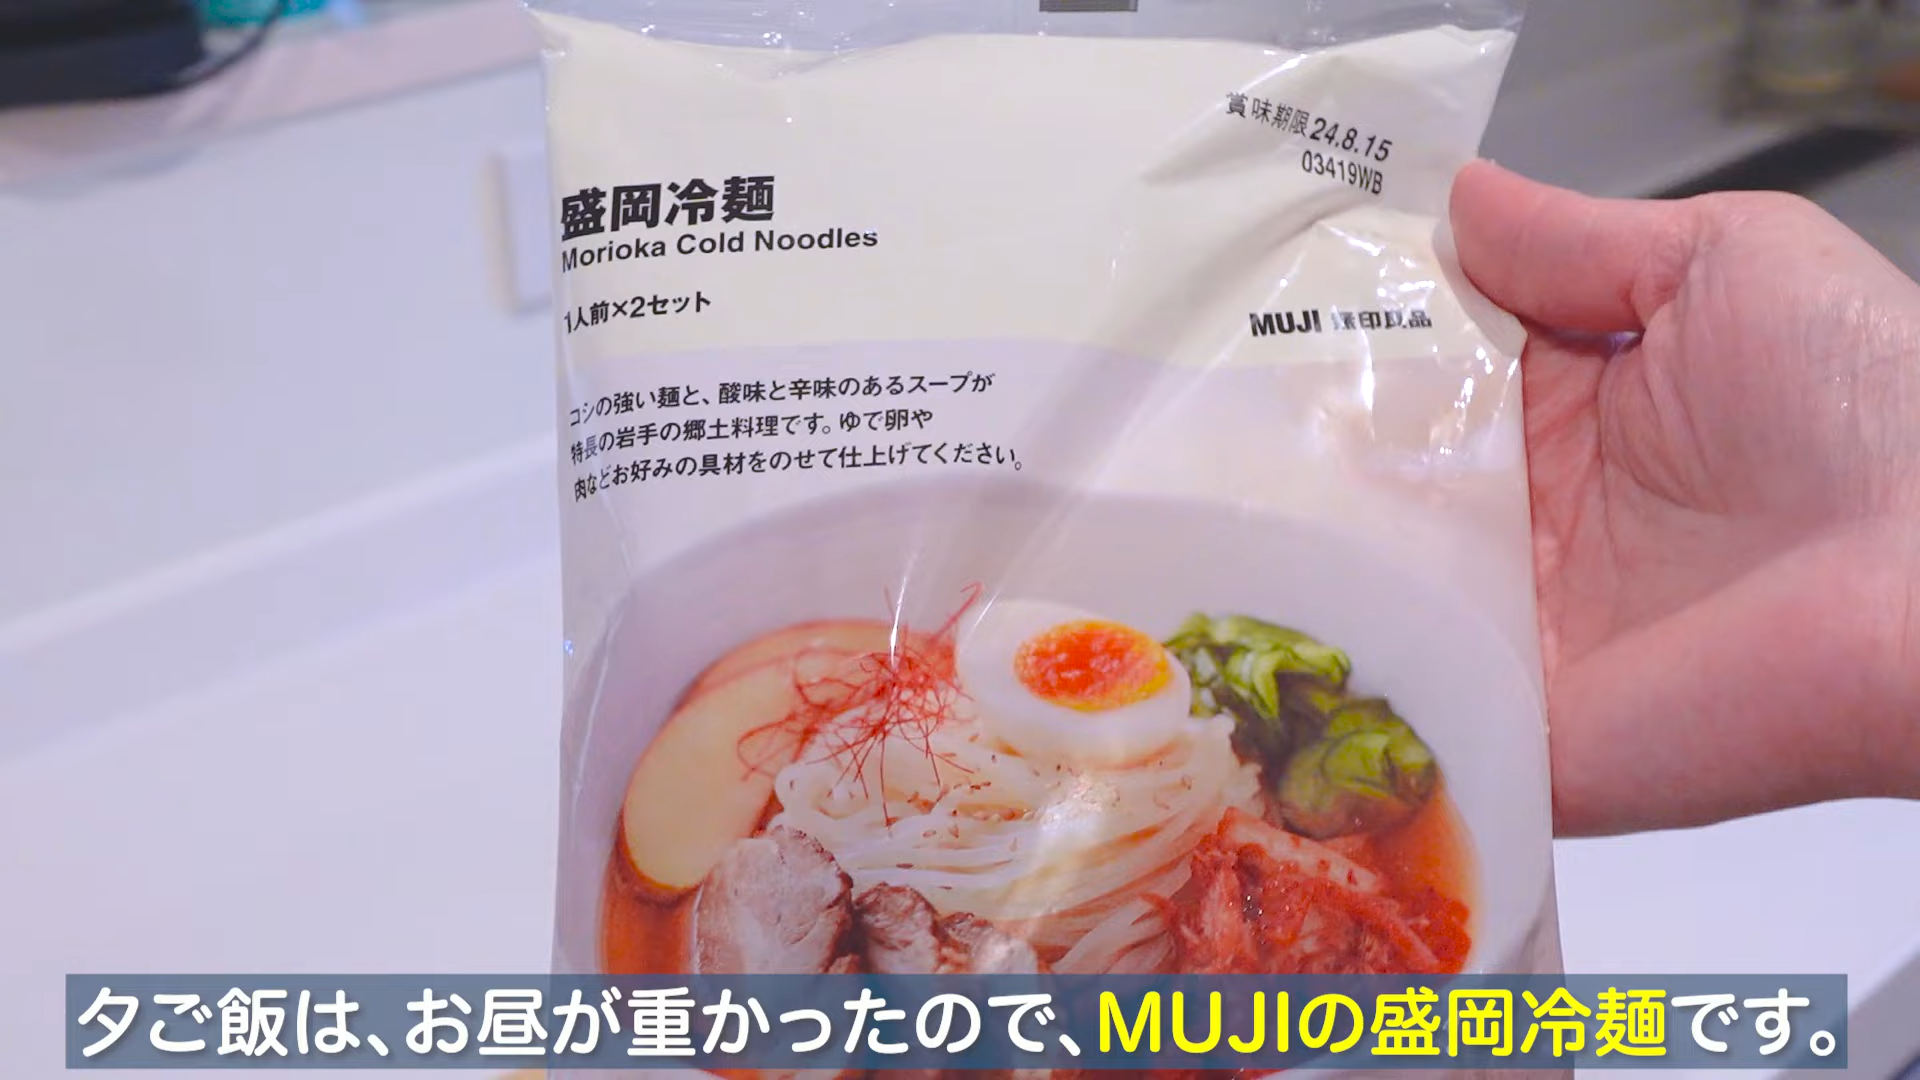 賞味期限24.8.15
03419WB
盛岡冷麺
Morioka Cold Noodles
1人前×2セット
MUJI 無印良品
コシの強い麺と、酸味と辛味のあるスープが
特長の岩手の郷土料理です。ゆで卵や
肉などお好みの具材をのせて仕上げてください。
夕ご飯は、お昼が重かったので、MUJIの盛岡冷麺です。